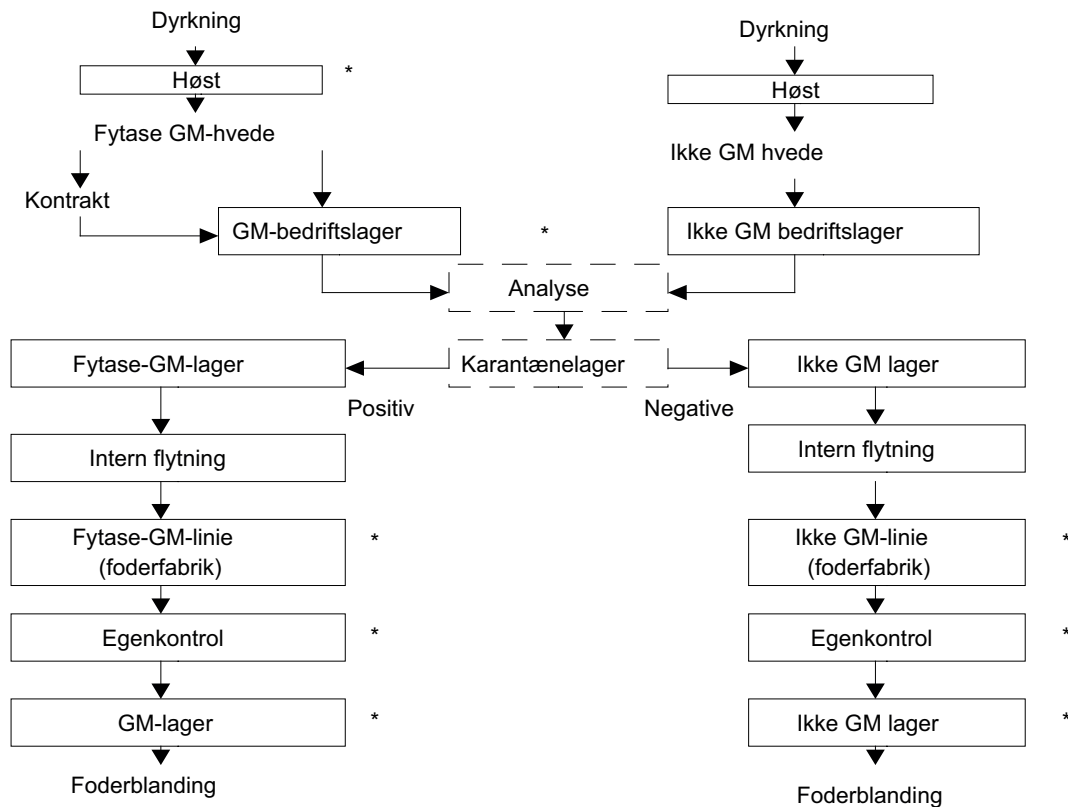 Dyrkning
Høst *
Fytase GM-hvede
Kontrakt
GM-bedriftslager
Dyrkning
Høst
Ikke GM hvede
Ikke GM bedriftslager
*
Analyse
Karantænelager
Positiv
Negative
Fytase-GM-lager
Intern flytning
Fytase-GM-linie *
(foderfabrik)
Egenkontrol *
GM-lager *
Foderblanding
Ikke GM lager
Intern flytning
Ikke GM-linie *
(foderfabrik)
Egenkontrol *
Ikke GM lager *
Foderblanding